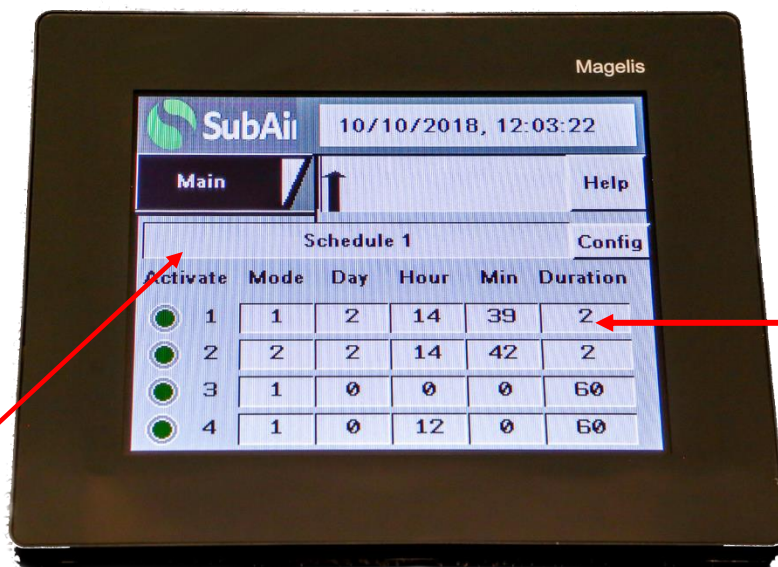 Magelis
SubAir 10/10/2018, 12:03:22
Main Help
Schedule 1 Config
Activate Mode Day Hour Min Duration
1 1 2 14 39 2
2 2 2 14 42 2
3 1 0 0 0 60
4 1 0 12 0 60